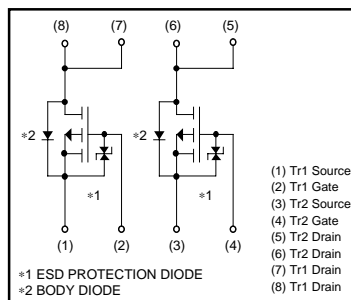 (8) (7) (6) (5)
∗2 ∗2
∗1 ∗1
(1) (2) (3) (4)
(1) Tr1 Source
(2) Tr1 Gate
(3) Tr2 Source
(4) Tr2 Gate
(5) Tr2 Drain
(6) Tr2 Drain
(7) Tr1 Drain
(8) Tr1 Drain
∗1 ESD PROTECTION DIODE
∗2 BODY DIODE